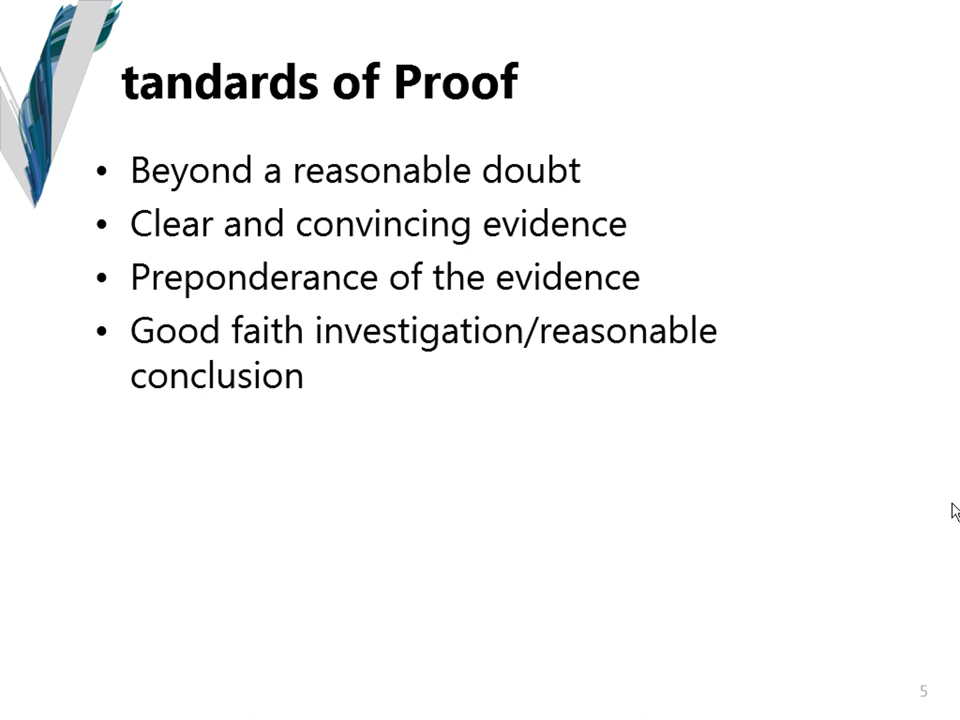 tandards of Proof
• Beyond a reasonable doubt
• Clear and convincing evidence
• Preponderance of the evidence
• Good faith investigation/reasonable
conclusion
5